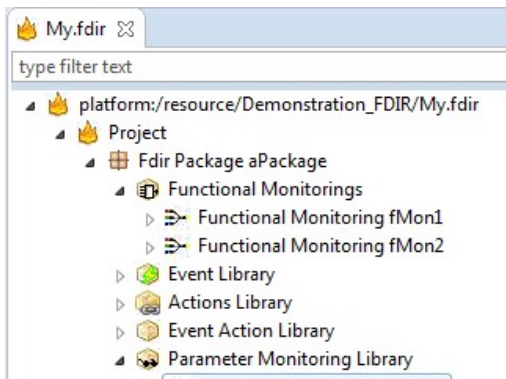 My.fdir
type filter text
platform:/resource/Demonstration_FDIR/My.fdir
Project
Fdir Package aPackage
Functional Monitorings
Functional Monitoring fMon1
Functional Monitoring fMon2
Event Library
Actions Library
Event Action Library
Parameter Monitoring Library